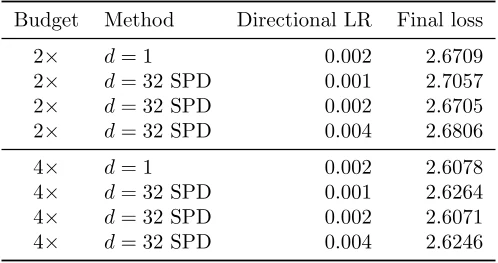 Budget Method Directional LR Final loss
2× d = 1 0.002 2.6709
2× d = 32 SPD 0.001 2.7057
2× d = 32 SPD 0.002 2.6705
2× d = 32 SPD 0.004 2.6806
4× d = 1 0.002 2.6078
4× d = 32 SPD 0.001 2.6264
4× d = 32 SPD 0.002 2.6071
4× d = 32 SPD 0.004 2.6246